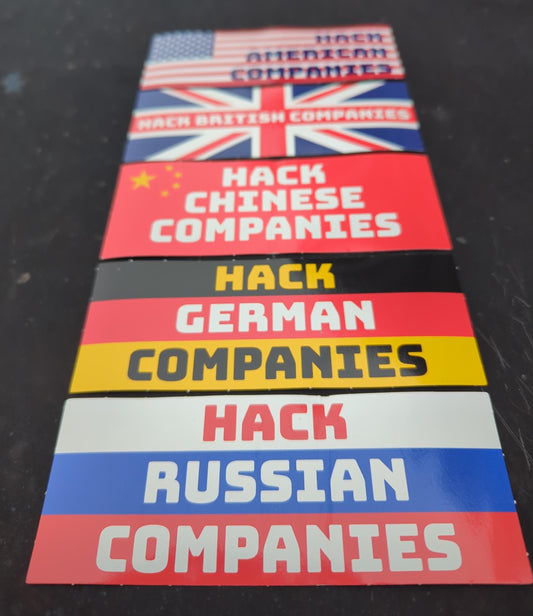 HACK
AMERICAN
COMPANIES
HACK BRITISH COMPANIES
HACK
CHINESE
COMPANIES
HACK
GERMAN
COMPANIES
HACK
RUSSIAN
COMPANIES